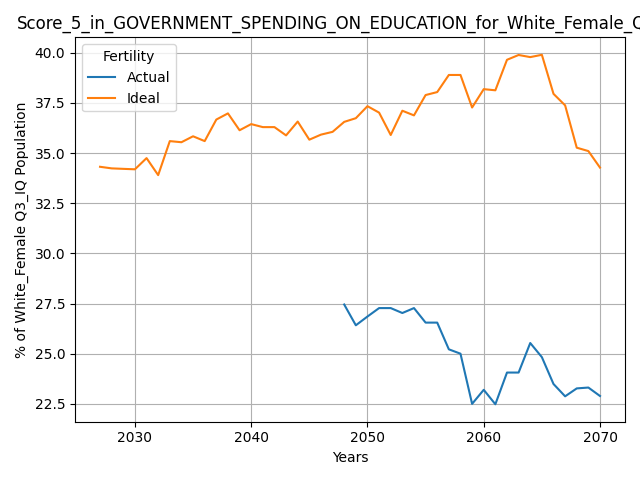 Score_5_in_GOVERNMENT_SPENDING_ON_EDUCATION_for_White_Female_Q
Fertility
Actual
Ideal
% of White_Female Q3_IQ Population
40.0
37.5
35.0
32.5
30.0
27.5
25.0
22.5
2030 2040 2050 2060 2070
Years